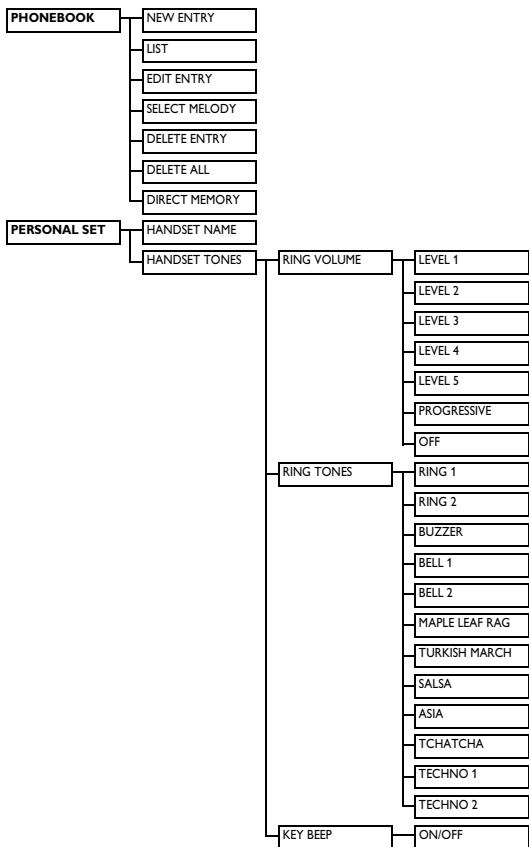 PHONEBOOK
NEW ENTRY
LIST
EDIT ENTRY
SELECT MELODY
DELETE ENTRY
DELETE ALL
DIRECT MEMORY
PERSONAL SET
HANDSET NAME
HANDSET TONES
RING VOLUME
LEVEL 1
LEVEL 2
LEVEL 3
LEVEL 4
LEVEL 5
PROGRESSIVE
OFF
RING TONES
RING 1
RING 2
BUZZER
BELL 1
BELL 2
MAPLE LEAF RAG
TURKISH MARCH
SALSA
ASIA
TCHATCHA
TECHNO 1
TECHNO 2
KEY BEEP
ON/OFF